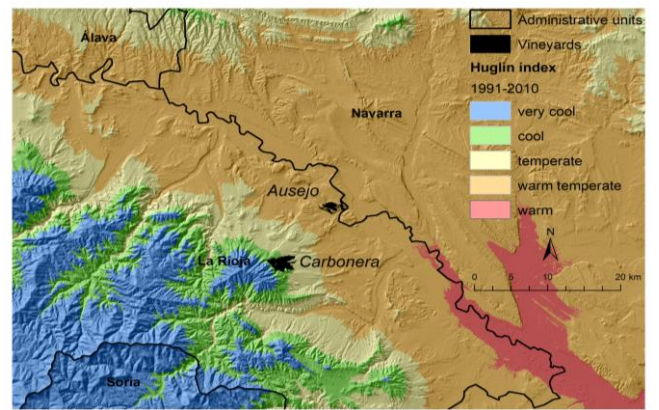 Álava
Administrative units
Vineyards
Huglin index
1991-2010
very cool
cool
temperate
warm temperate
warm
Navarra
Ausejo
La Rioja
Carbonera
N
0 5 10 20 km
Soria